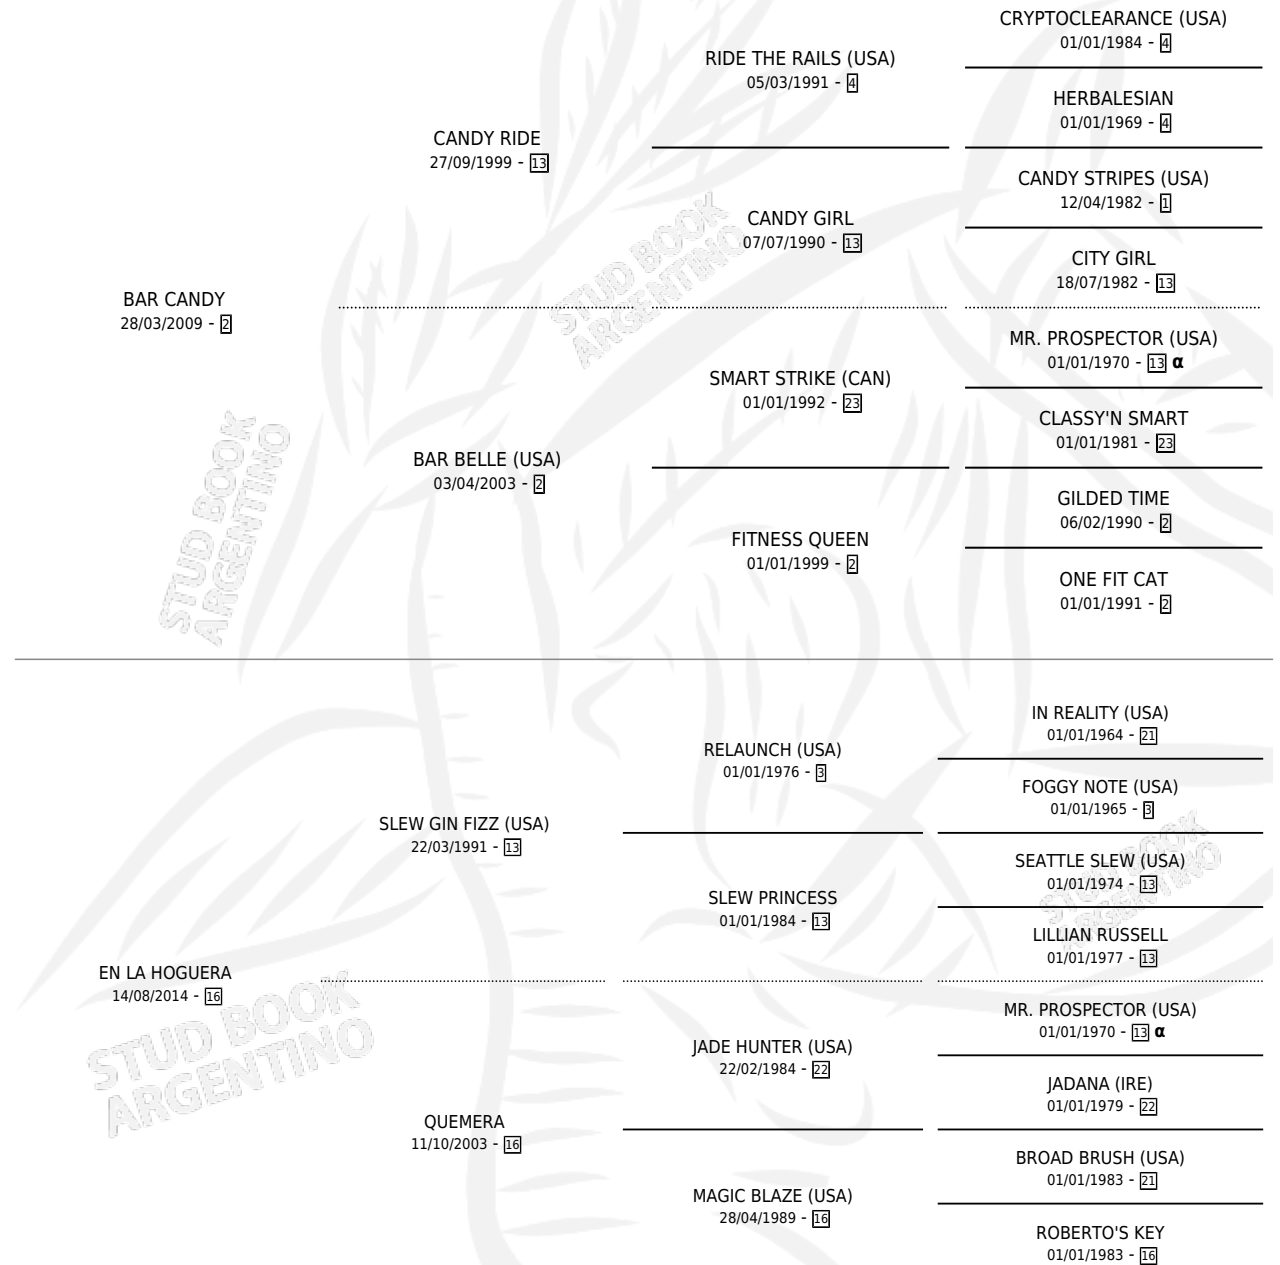 CRYPTOCLEARANCE (USA)
01/01/1984 - 4
RIDE THE RAILS (USA)
05/03/1991 - 4
HERBALESIAN
01/01/1969 - 4
CANDY RIDE
27/09/1999 - 13
CANDY STRIPES (USA)
12/04/1982 - 1
CANDY GIRL
07/07/1990 - 13
CITY GIRL
18/07/1982 - 13
BAR CANDY
28/03/2009 - 2
MR. PROSPECTOR (USA)
01/01/1970 - 13 α
SMART STRIKE (CAN)
01/01/1992 - 23
CLASSY'N SMART
01/01/1981 - 23
BAR BELLE (USA)
03/04/2003 - 2
GILDED TIME
06/02/1990 - 2
FITNESS QUEEN
01/01/1999 - 2
ONE FIT CAT
01/01/1991 - 2
IN REALITY (USA)
01/01/1964 - 21
RELAUNCH (USA)
01/01/1976 - 3
FOGGY NOTE (USA)
01/01/1965 - 3
SLEW GIN FIZZ (USA)
22/03/1991 - 13
SEATTLE SLEW (USA)
01/01/1974 - 13
SLEW PRINCESS
01/01/1984 - 13
LILLIAN RUSSELL
01/01/1977 - 13
EN LA HOGUERA
14/08/2014 - 16
MR. PROSPECTOR (USA)
01/01/1970 - 13 α
JADE HUNTER (USA)
22/02/1984 - 22
JADANA (IRE)
01/01/1979 - 22
QUEMERA
11/10/2003 - 16
BROAD BRUSH (USA)
01/01/1983 - 21
MAGIC BLAZE (USA)
28/04/1989 - 16
ROBERTO'S KEY
01/01/1983 - 16
STUD BOOK
ARGENTINO
STUD BOOK
ARGENTINO
STUD BOOK
ARGENTINO
STUD BOOK
ARGENTINO